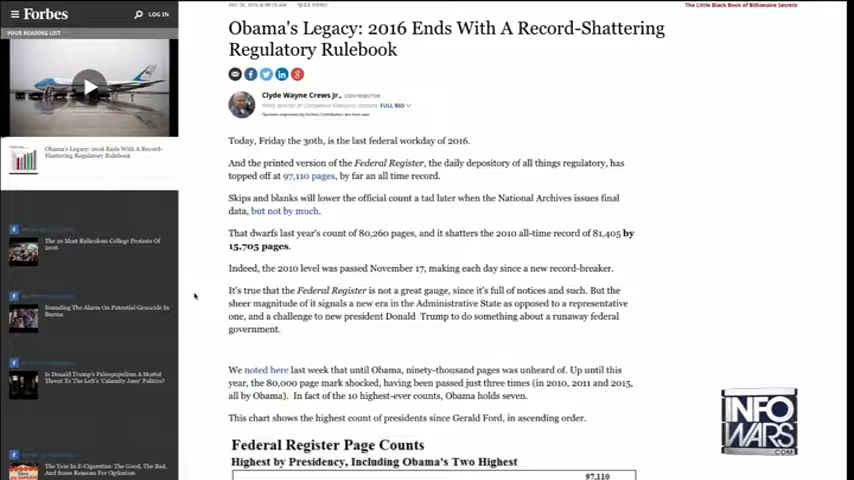 Forbes
LOG IN
YOUR READING LIST
Obama's Legacy: 2016 Ends With A Record-
Shattering Regulatory Rulebook
The 10 Most Ridiculous College Protests Of
2016
Sounding The Alarm On Potential Genocide In
Burma
Is Donald Trump's Paleopopulism A Mortal
Threat To The Left's 'Calamity Jane' Politics?
The Year In E-Cigarettes: The Good, The Bad,
And Some Reasons For Optimism
The Little Black Book of Billionaire Secrets
Obama's Legacy: 2016 Ends With A Record-Shattering
Regulatory Rulebook
Clyde Wayne Crews Jr., CONTRIBUTOR
FULL BIO
Opinions expressed by Forbes Contributors are their own.
Today, Friday the 30th, is the last federal workday of 2016.
And the printed version of the Federal Register, the daily depository of all things regulatory, has
topped off at 97,110 pages, by far an all time record.
Skips and blanks will lower the official count a tad later when the National Archives issues final
data, but not by much.
That dwarfs last year's count of 80,260 pages, and it shatters the 2010 all-time record of 81,405 by
15,705 pages.
Indeed, the 2010 level was passed November 17, making each day since a new record-breaker.
It's true that the Federal Register is not a great gauge, since it's full of notices and such. But the
sheer magnitude of it signals a new era in the Administrative State as opposed to a representative
one, and a challenge to new president Donald Trump to do something about a runaway federal
government.
We noted here last week that until Obama, ninety-thousand pages was unheard of. Up until this
year, the 80,000 page mark shocked, having been passed just three times (in 2010, 2011 and 2015,
all by Obama). In fact of the 10 highest-ever counts, Obama holds seven.
This chart shows the highest count of presidents since Gerald Ford, in ascending order.
Federal Register Page Counts
Highest by Presidency, Including Obama's Two Highest
97,110
INFO
WARS
.COM